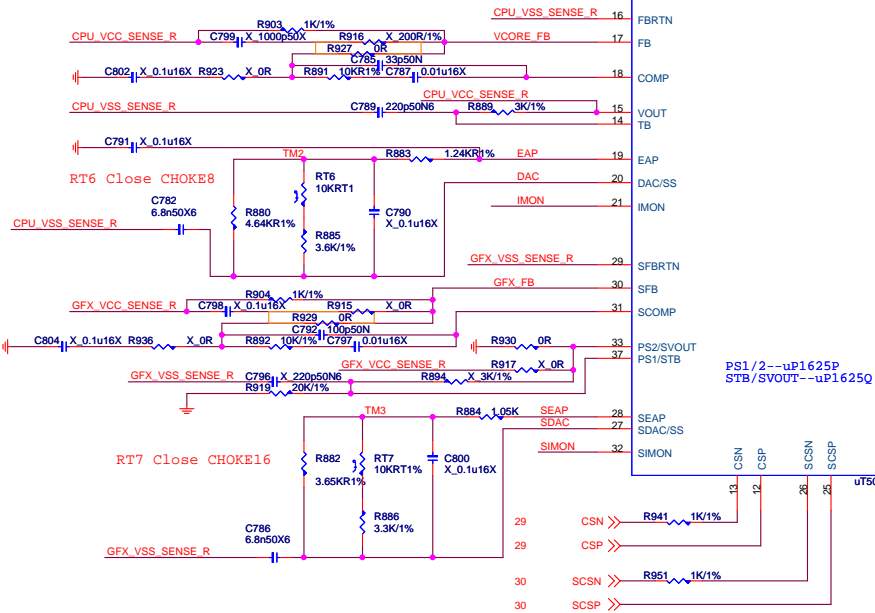 CPU_VSS_SENSE_R 16 FBRTN
R903 1K/1%
CPU_VCC_SENSE_R C799 X_1000p50X R916 X_200R/1% VCORE_FB 17 FB
R927 0R
C785 33p50N
C802 X_0.1u16X R923 X_0R R891 10KR1% C787 0.01u16X 18 COMP
CPU_VCC_SENSE_R
CPU_VSS_SENSE_R C789 220p50N6 R889 3K/1% 15 VOUT
14 TB
C791 X_0.1u16X
TM2 R883 1.24KR1% EAP 19 EAP
RT6 Close CHOKE8
RT6
10KRT1
DAC 20 DAC/SS
C782
6.8n50X6
IMON 21 IMON
R880
4.64KR1%
C790
X_0.1u16X
CPU_VSS_SENSE_R
R885
3.6K/1%
GFX_VSS_SENSE_R 29 SFBRTN
GFX_FB 30 SFB
R904 1K/1%
GFX_VCC_SENSE_R C798 X_0.1u16X R915 X_0R 31 SCOMP
R929 0R
C792 100p50N
C804 X_0.1u16X R936 X_0R R892 10K/1% C797 0.01u16X R930 0R 33 PS2/SVOUT
37 PS1/STB
GFX_VCC_SENSE_R R917 X_0R
PS1/2--uP1625P
STB/SVOUT--uP1625Q
GFX_VSS_SENSE_R C796 X_220p50N6 R894 X_3K/1%
R919 20K/1%
TM3 R884 1.05K SEAP 28 SEAP
SDAC 27 SDAC/SS
SIMON 32 SIMON
RT7 Close CHOKE16
R882
3.65KR1%
RT7
10KRT1%
C800
X_0.1u16X
CSN CSP SCSN SCSP
13 12 26 25
uT50
R886
3.3K/1%
C786
6.8n50X6
GFX_VSS_SENSE_R
29 CSN R941 1K/1%
29 CSP
30 SCSN R951 1K/1%
30 SCSP